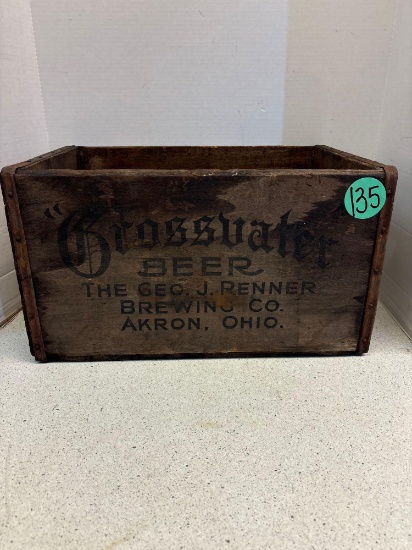 "Grossvater"
BEER
THE GEO. J. RENNER
BREWING CO.
AKRON, OHIO.
135